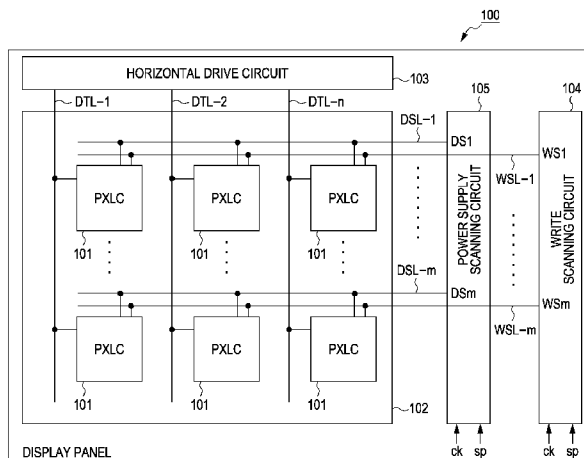 100
HORIZONTAL DRIVE CIRCUIT
103
DTL-1
DTL-2
DTL-n
105
104
DSL-1
DS1
WS1
WSL-1
PXLC
PXLC
PXLC
101
101
101
POWER SUPPLY
SCANNING CIRCUIT
WRITE
SCANNING CIRCUIT
DSL-m
DSm
WSm
WSL-m
PXLC
PXLC
PXLC
101
101
101
102
DISPLAY PANEL
ck
sp
ck
sp